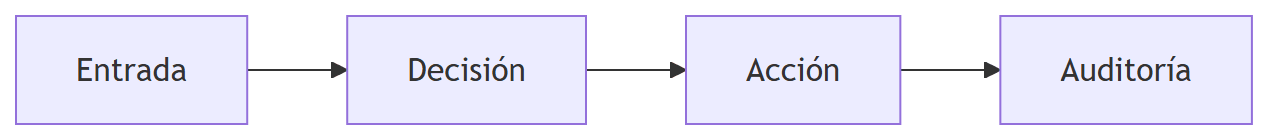 Entrada
Decisión
Acción
Auditoría